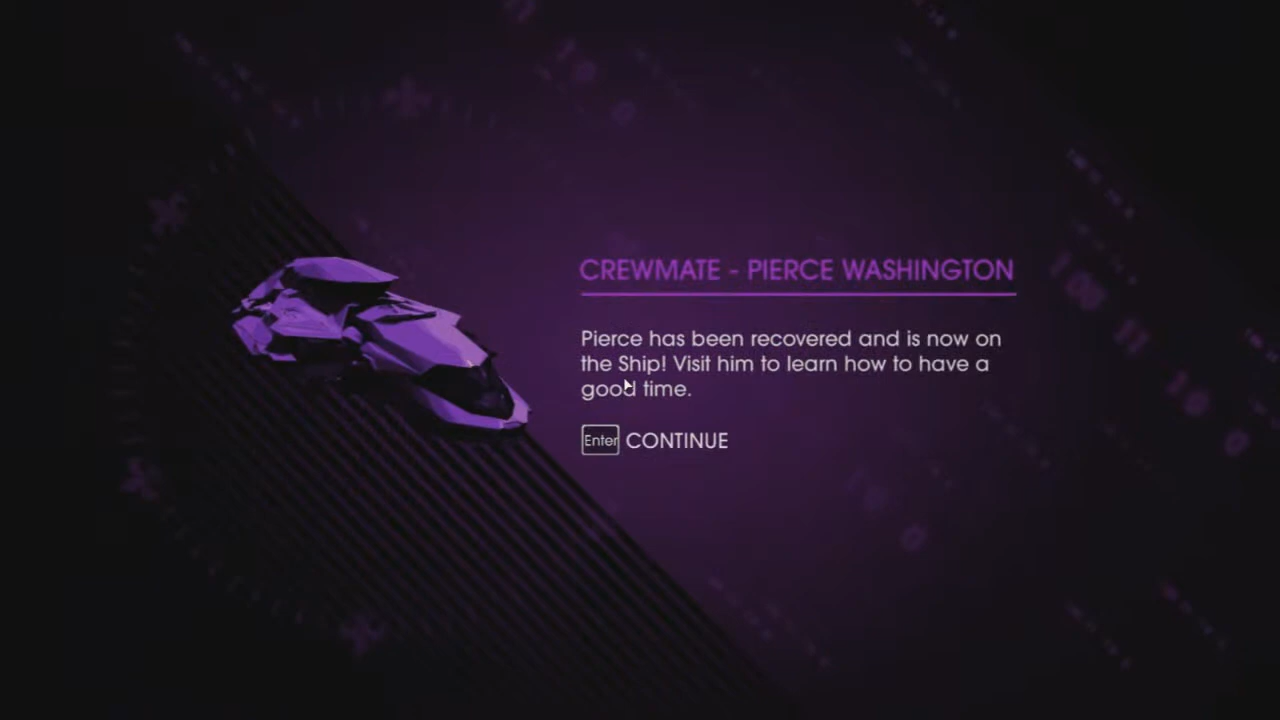 CREWMATE - PIERCE WASHINGTON
Pierce has been recovered and is now on
the Ship! Visit him to learn how to have a
good time.
Enter CONTINUE